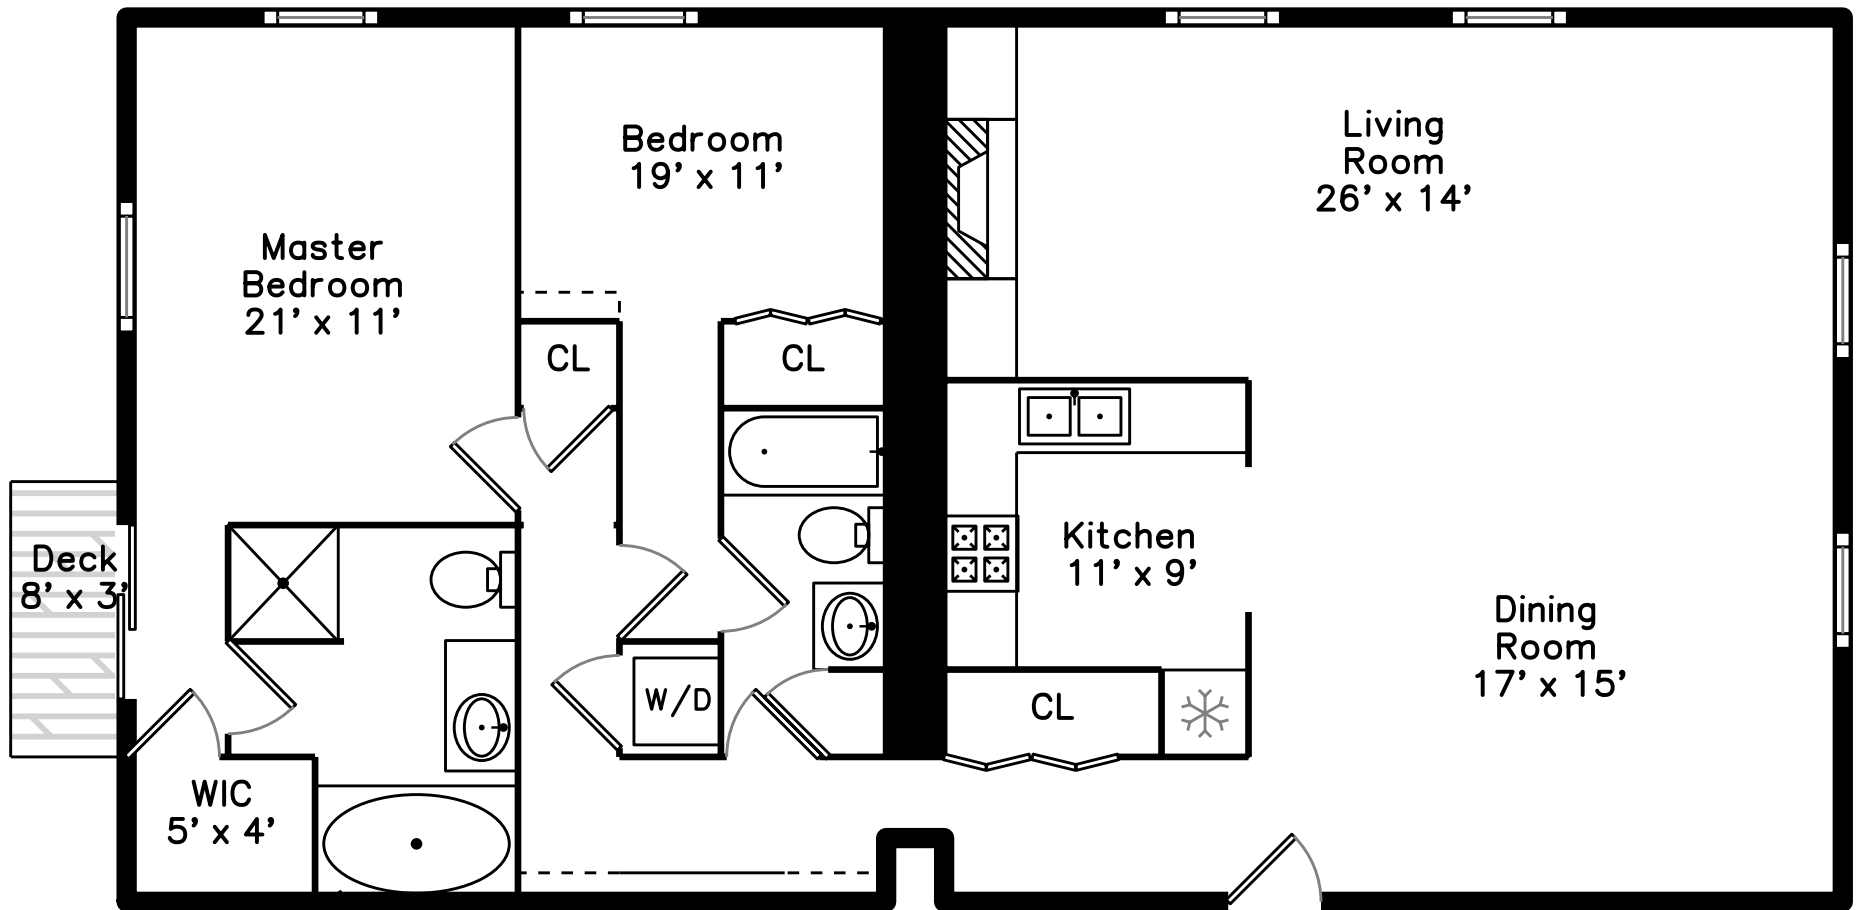 Bedroom
19' x 11'
Living
Room
26' x 14'
Master
Bedroom
21' x 11'
CL
CL
Deck
8' x 3'
Kitchen
11' x 9'
Dining
Room
17' x 15'
W/D
CL
WIC
5' x 4'